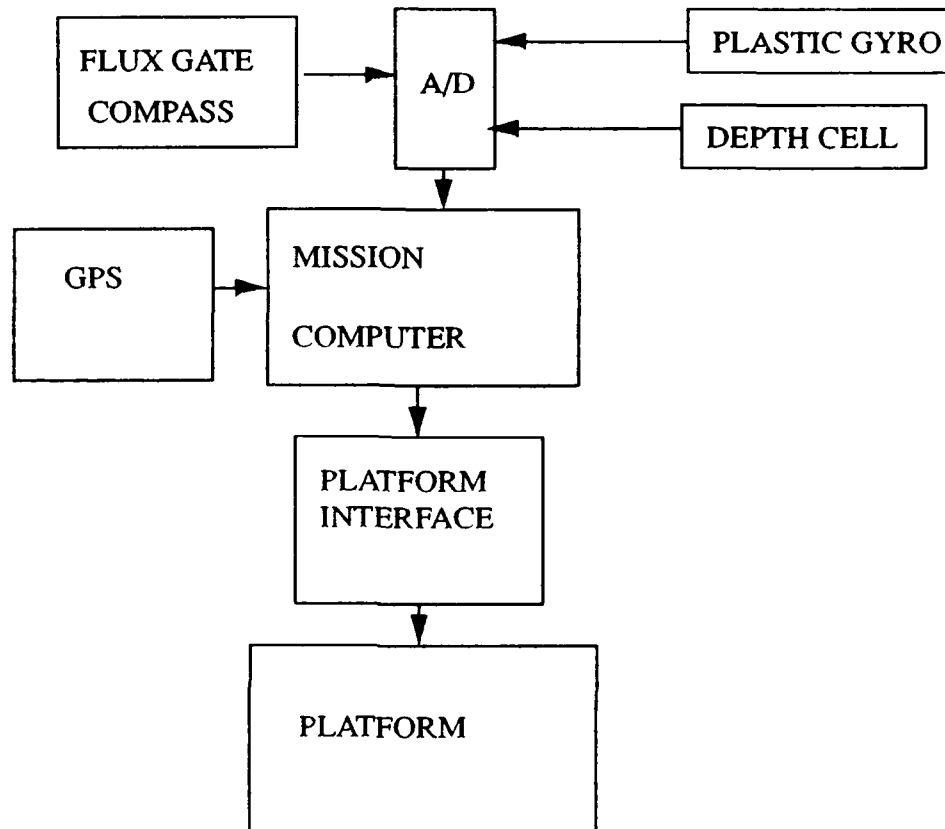 FLUX GATE
COMPASS
A/D
PLASTIC GYRO
DEPTH CELL
GPS
MISSION
COMPUTER
PLATFORM
INTERFACE
PLATFORM